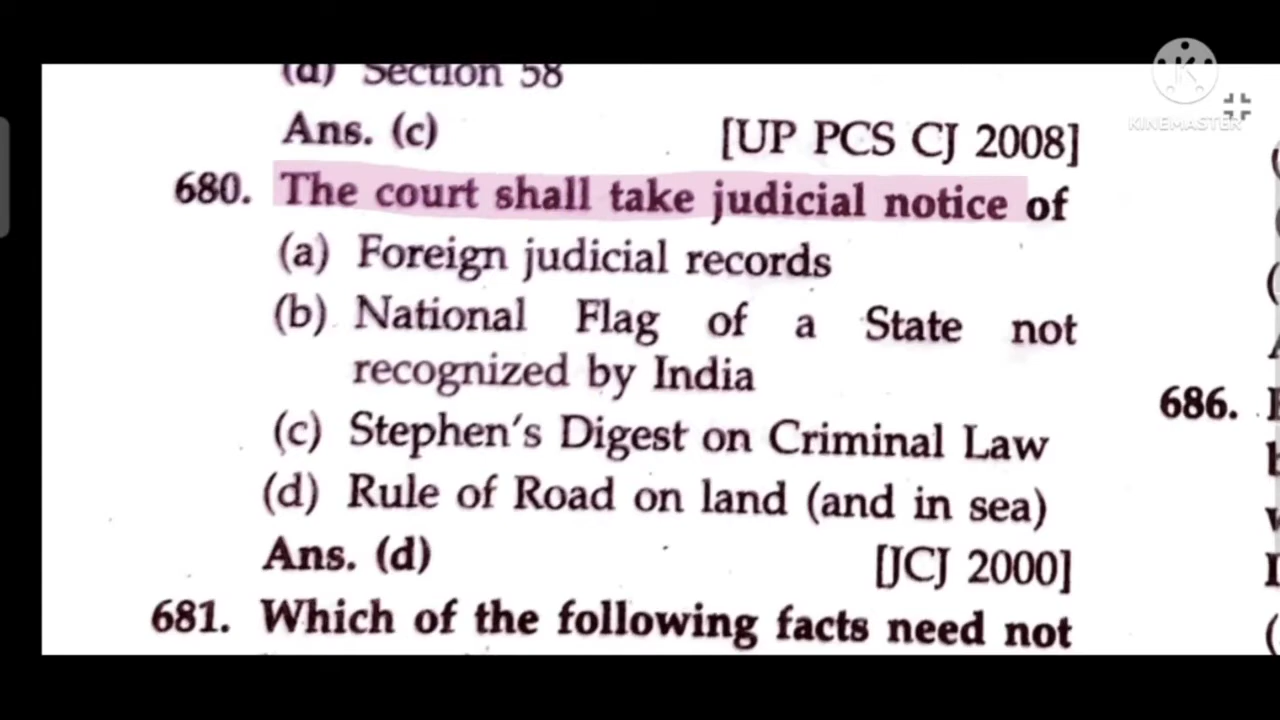 (d) Section 58
Ans. (c) [UP PCS CJ 2008]
680. The court shall take judicial notice of
(a) Foreign judicial records
(b) National Flag of a State not
recognized by India
(c) Stephen's Digest on Criminal Law
(d) Rule of Road on land (and in sea)
Ans. (d) [JCJ 2000]
681. Which of the following facts need not
686.
KINEMASTER